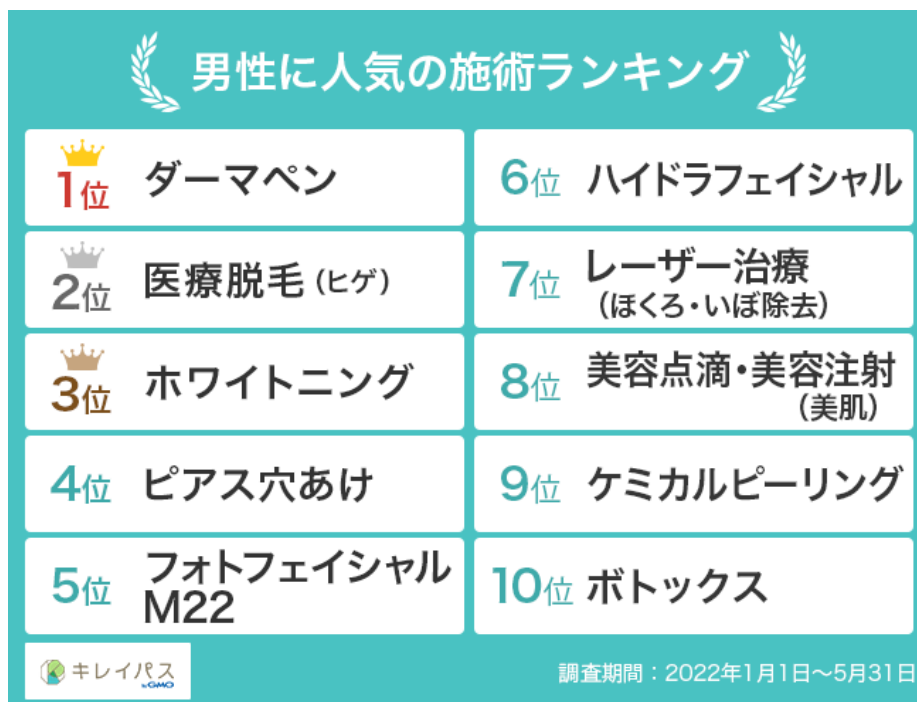 男性に人気の施術ランキング
1位 ダーマペン
2位 医療脱毛(ヒゲ)
3位 ホワイトニング
4位 ピアス穴あけ
5位 フォトフェイシャル
M22
6位 ハイドラフェイシャル
7位 レーザー治療
(ほくろ・いぼ除去)
8位 美容点滴・美容注射
(美肌)
9位 ケミカルピーリング
10位 ボトックス
キレイパス
byGMO
調査期間：2022年1月1日〜5月31日